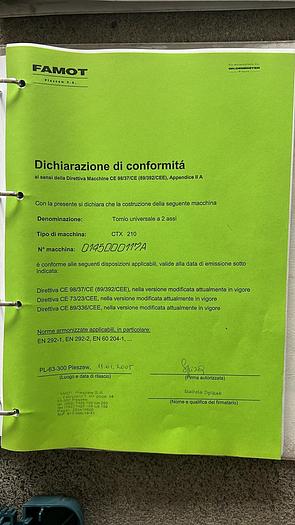 FAMOT
Pleszew S.A.
Dichiarazione di conformitá
ai sensi della Direttiva Macchine CE 98/37/CE (89/392/CEE), Appendice II A
Con la presente si dichiara che la costruzione della seguente macchina
Denominazione: Tornio universale a 2 assi
Tipo di macchina: CTX 210
N° macchina:
è conforme alle seguenti disposizioni applicabili, valide alla data di emissione sotto
indicata:
Direttiva CE 98/37/CE (89/392/CEE), nella versione modificata attualmente in vigore
Direttiva CE 73/23/CEE, nella versione modificata attualmente in vigore
Direttiva CE 89/336/CEE, nella versione modificata attualmente in vigore
Norme armonizzate applicabili, in particolare:
EN 292-1, EN 292-2, EN 60 204-1, ...
PL-63-300 Pleszew, 2005
(Luogo e data di rilascio) (Firma autorizzata)
(Nome e qualifica del firmatario)